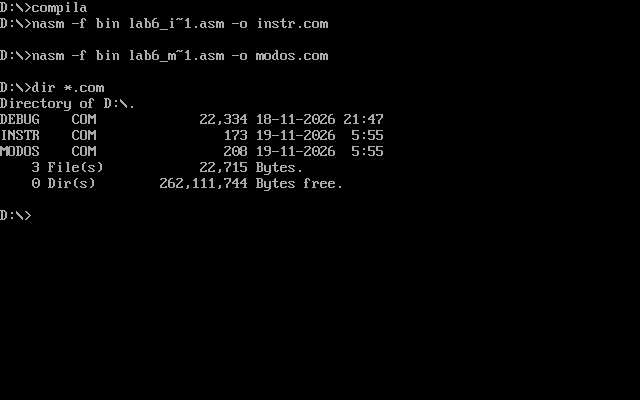 D:\>compila
D:\>nasm -f bin lab6_i~1.asm -o instr.com
D:\>nasm -f bin lab6_m~1.asm -o modos.com
D:\>dir *.com
Directory of D:\.
DEBUG    COM             22,334 18-11-2026 21:47
INSTR    COM                173 19-11-2026  5:55
MODOS    COM                208 19-11-2026  5:55
    3 File(s)            22,715 Bytes.
    0 Dir(s)        262,111,744 Bytes free.
D:\>